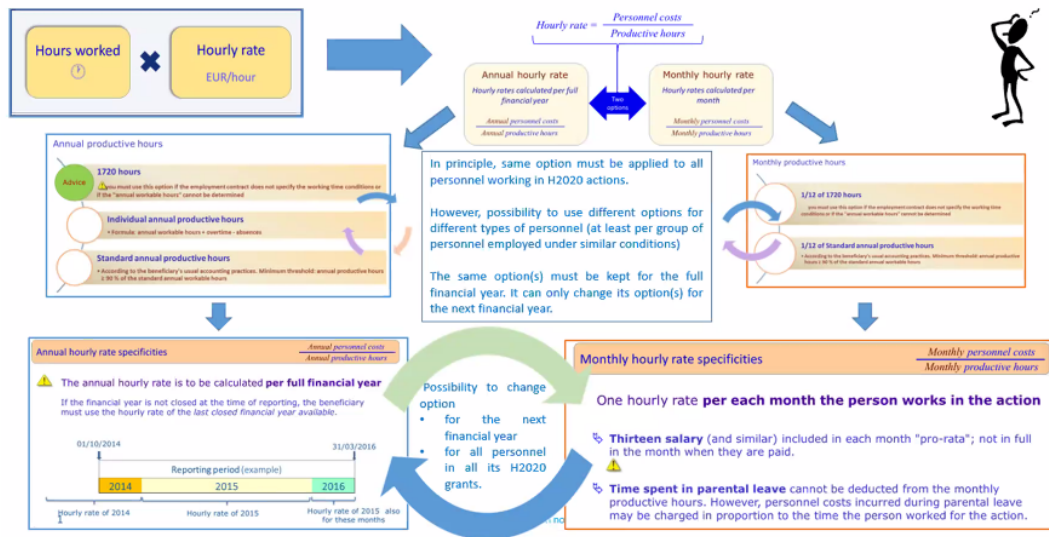 Hours worked
Hourly rate
EUR/hour
Hourly rate = Personnel costs
Productive hours
Annual hourly rate
Hourly rates calculated per full
financial year
Annual personnel costs
Annual productive hours
Two
options
Monthly hourly rate
Hourly rates calculated per
month
Monthly personnel costs
Monthly productive hours
Annual productive hours
Advice
1720 hours
you must use this option if the employment contract does not specify the working time conditions or
if the "annual workable hours" cannot be determined
Individual annual productive hours
• Formula: annual workable hours + overtime - absences
Standard annual productive hours
• According to the beneficiary's usual accounting practices. Minimum threshold: annual productive hours
≥ 90 % of the standard annual workable hours
In principle, same option must be applied to all
personnel working in H2020 actions.
However, possibility to use different options for
different types of personnel (at least per group of
personnel employed under similar conditions)
The same option(s) must be kept for the full
financial year. It can only change its option(s) for
the next financial year.
Monthly productive hours
1/12 of 1720 hours
you must use this option if the employment contract does not specify the working time
conditions or if the "annual workable hours" cannot be determined
1/12 of Standard annual productive hours
• According to the beneficiary's usual accounting practices. Minimum threshold: annual productive
hours ≥ 90 % of the standard annual workable hours
Annual hourly rate specificities
Annual personnel costs
Annual productive hours
The annual hourly rate is to be calculated per full financial year
If the financial year is not closed at the time of reporting, the beneficiary
must use the hourly rate of the last closed financial year available.
01/10/2014
31/03/2016
Reporting period (example)
2014
2015
2016
Hourly rate of 2014
Hourly rate of 2015
Hourly rate of 2015 also
for these months
1
Possibility to change
option
• for the next
financial year
• for all personnel
in all its H2020
grants.
Monthly hourly rate specificities
Monthly personnel costs
Monthly productive hours
One hourly rate per each month the person works in the action
Thirteen salary (and similar) included in each month "pro-rata"; not in full
in the month when they are paid.
Time spent in parental leave cannot be deducted from the monthly
productive hours. However, personnel costs incurred during parental leave
may be charged in proportion to the time the person worked for the action.